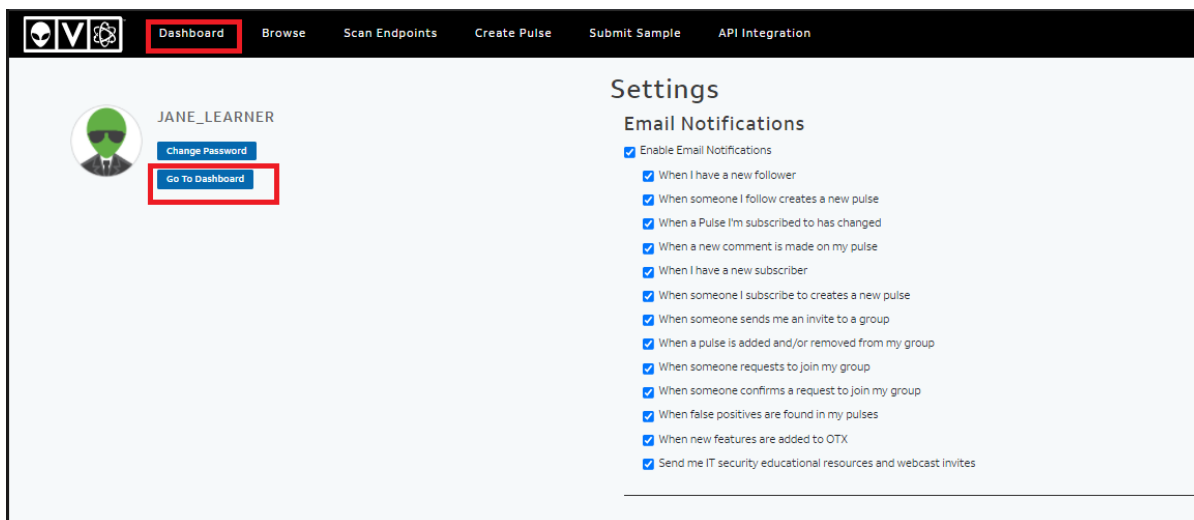 V
Dashboard Browse Scan Endpoints Create Pulse Submit Sample API Integration
JANE_LEARNER
Change Password
Go To Dashboard
Settings
Email Notifications
Enable Email Notifications
When I have a new follower
When someone I follow creates a new pulse
When a Pulse I'm subscribed to has changed
When a new comment is made on my pulse
When I have a new subscriber
When someone I subscribe to creates a new pulse
When someone sends me an invite to a group
When a pulse is added and/or removed from my group
When someone requests to join my group
When someone confirms a request to join my group
When false positives are found in my pulses
When new features are added to OTX
Send me IT security educational resources and webcast invites